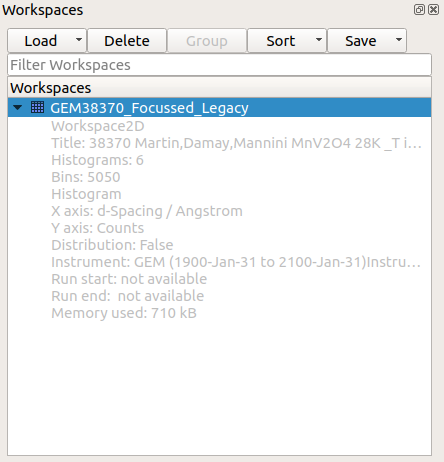 Workspaces
Load Delete Group Sort Save
Filter Workspaces
Workspaces
GEM38370_Focussed_Legacy
Workspace2D
Title: 38370 Martin,Damay,Mannini MnV2O4 28K _T i...
Histograms: 6
Bins: 5050
Histogram
X axis: d-Spacing / Angstrom
Y axis: Counts
Distribution: False
Instrument: GEM (1900-Jan-31 to 2100-Jan-31)Instru...
Run start: not available
Run end:  not available
Memory used: 710 kB